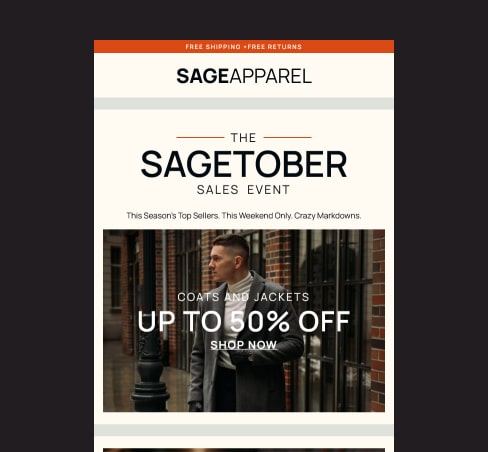 FREE SHIPPING +FREE RETURNS
SAGEAPPAREL
THE
SAGETOBER
SALES EVENT
This Season's Top Sellers. This Weekend Only. Crazy Markdowns.
COATS AND JACKETS
UP TO 50% OFF
SHOP NOW